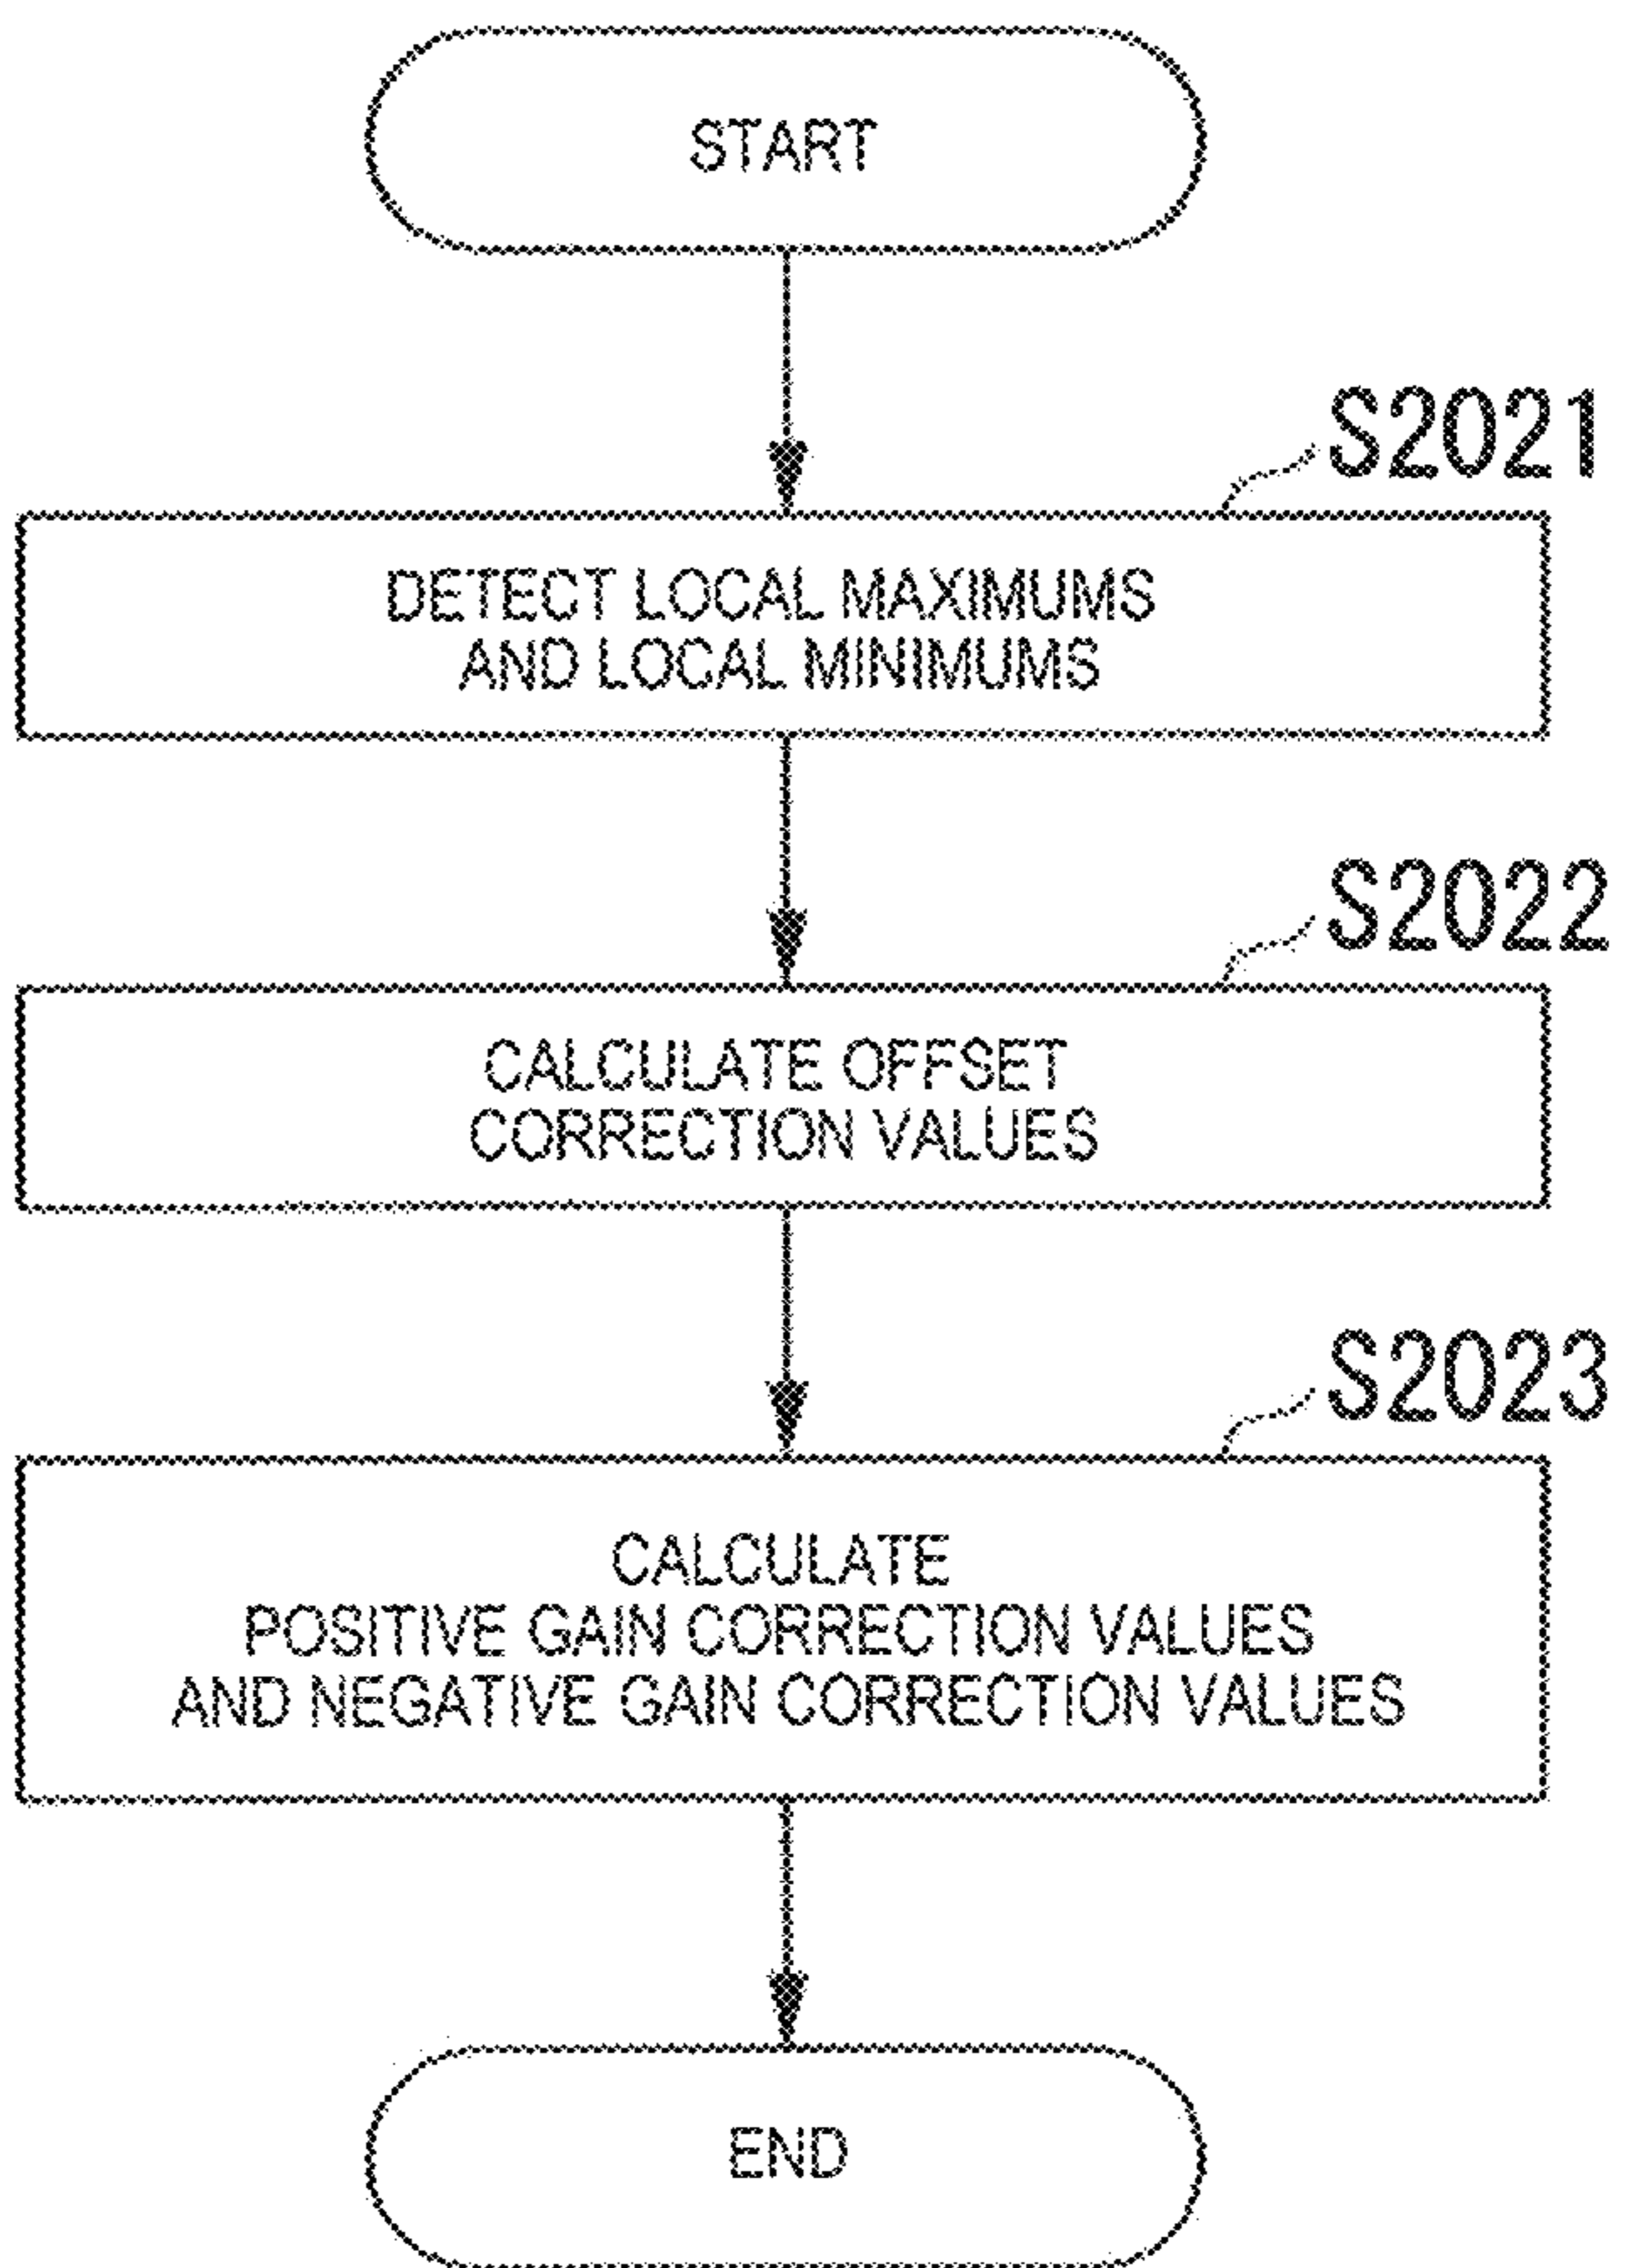 START
S2021
DETECT LOCAL MAXIMUMS
AND LOCAL MINIMUMS
S2022
CALCULATE OFFSET
CORRECTION VALUES
S2023
CALCULATE
POSITIVE GAIN CORRECTION VALUES
AND NEGATIVE GAIN CORRECTION VALUES
END